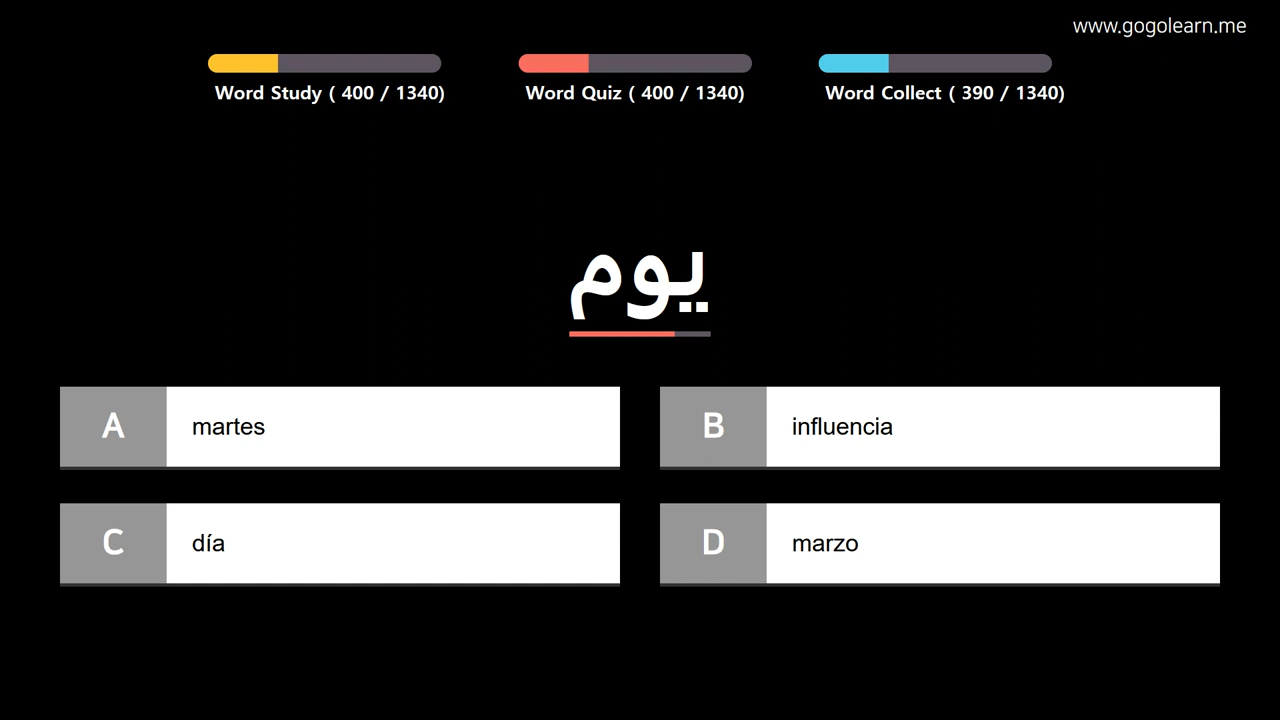 www.gogolearn.me
Word Study ( 400 / 1340)
Word Quiz ( 400 / 1340)
Word Collect ( 390 / 1340)
يوم
A martes
B influencia
C día
D marzo